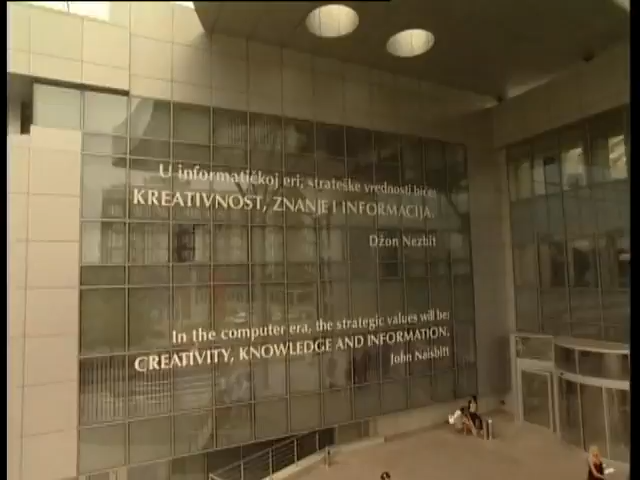 U informatičkoj eri, strateške vrednosti biće:
KREATIVNOST, ZNANJE I INFORMACIJA.
Džon Nezbit
In the computer era, the strategic values will be:
CREATIVITY, KNOWLEDGE AND INFORMATION.
John Naisbitt